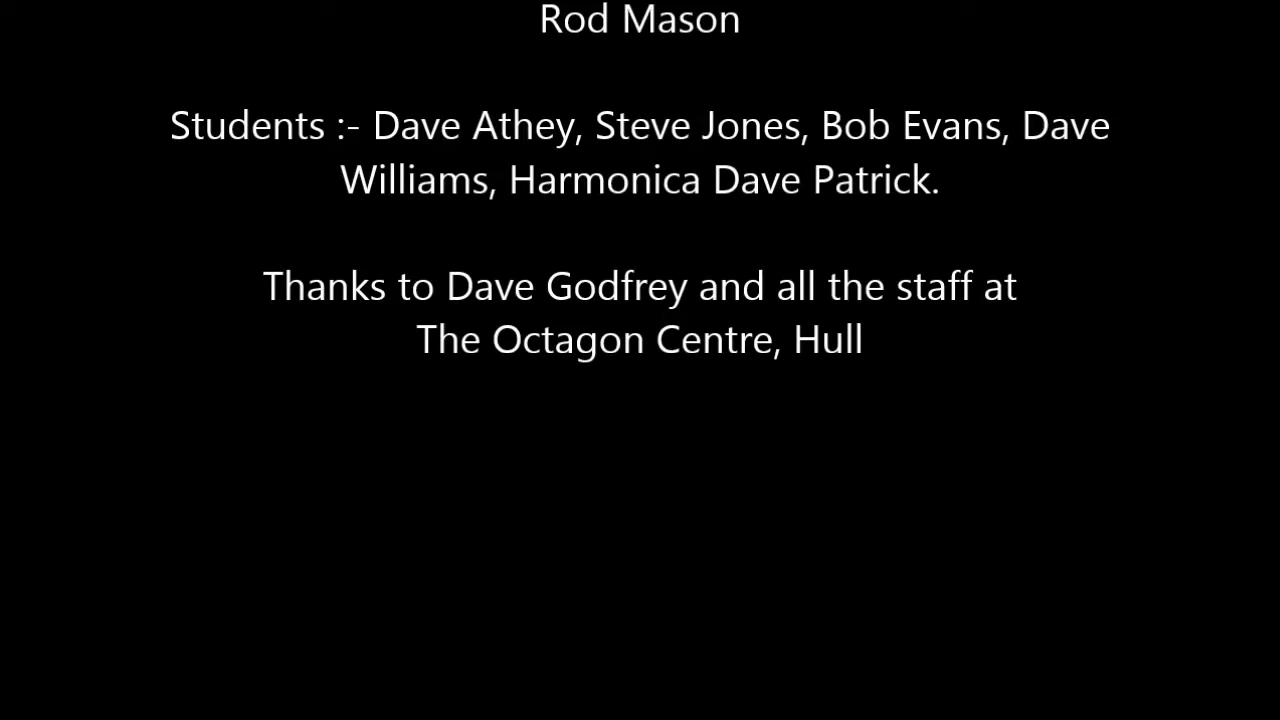 Rod Mason
Students :- Dave Athey, Steve Jones, Bob Evans, Dave
Williams, Harmonica Dave Patrick.
Thanks to Dave Godfrey and all the staff at
The Octagon Centre, Hull